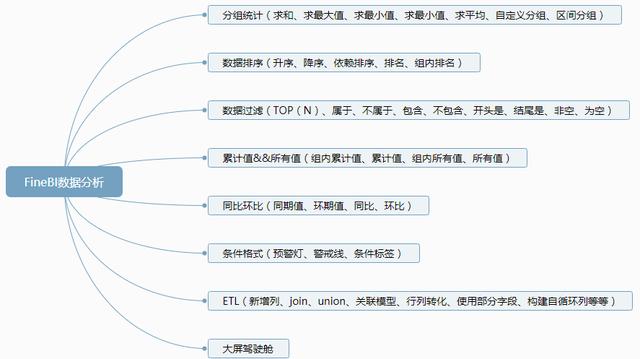 分组统计（求和、求最大值、求最小值、求最小值、求平均、自定义分组、区间分组）
数据排序（升序、降序、依赖排序、排名、组内排名）
数据过滤（TOP（N）、属于、不属于、包含、不包含、开头是、结尾是、非空、为空）
累计值&&所有值（组内累计值、累计值、组内所有值、所有值）
FineBI数据分析
同比环比（同期值、环期值、同比、环比）
条件格式（预警灯、警戒线、条件标签）
ETL（新增列、join、union、关联模型、行列转化、使用部分字段、构建自循环列等等）
大屏驾驶舱